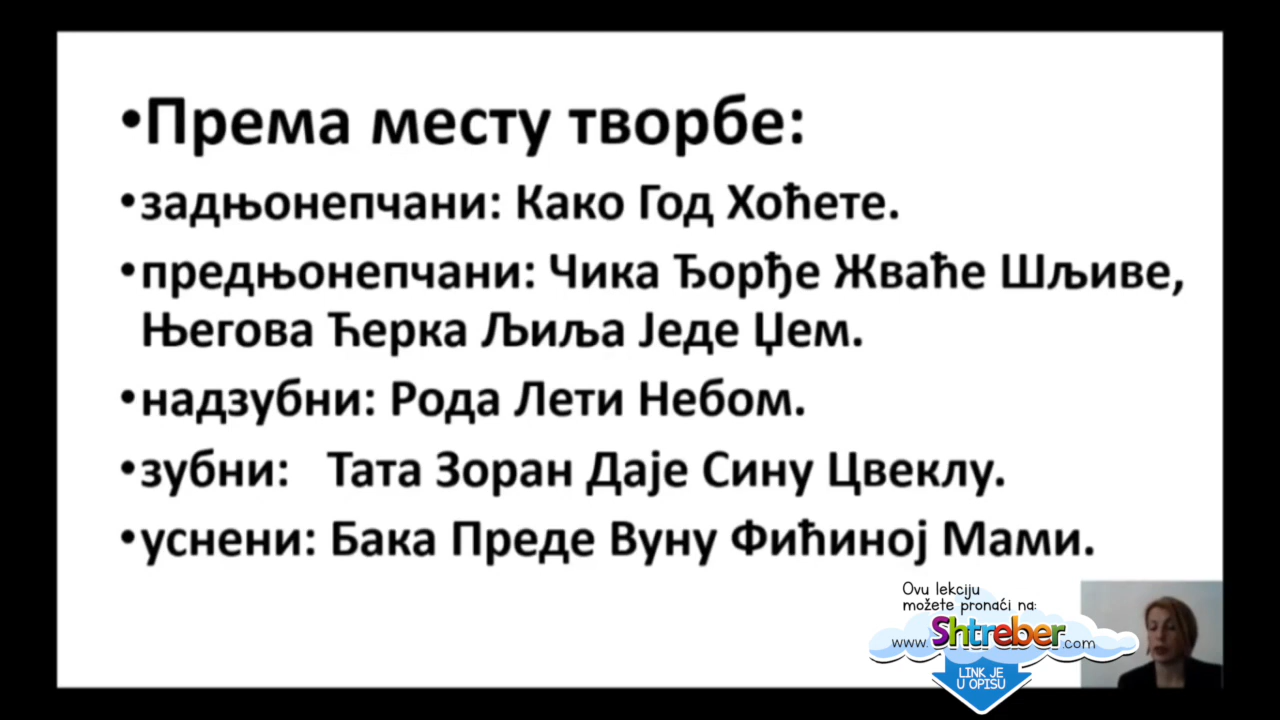 •Према месту творбе:
•задњонепчани: Како Год Хоћете.
•предњонепчани: Чика Ђорђе Жваће Шљиве,
Његова Ћерка Љиља Једе Џем.
•надзубни: Рода Лети Небом.
•зубни: Тата Зоран Даје Сину Цвеклу.
•уснени: Бака Преде Вуну Фићиној Мами.
Ovu lekciju
možete pronaći na:
www.Shtreber.com
LINK JE
U OPISU